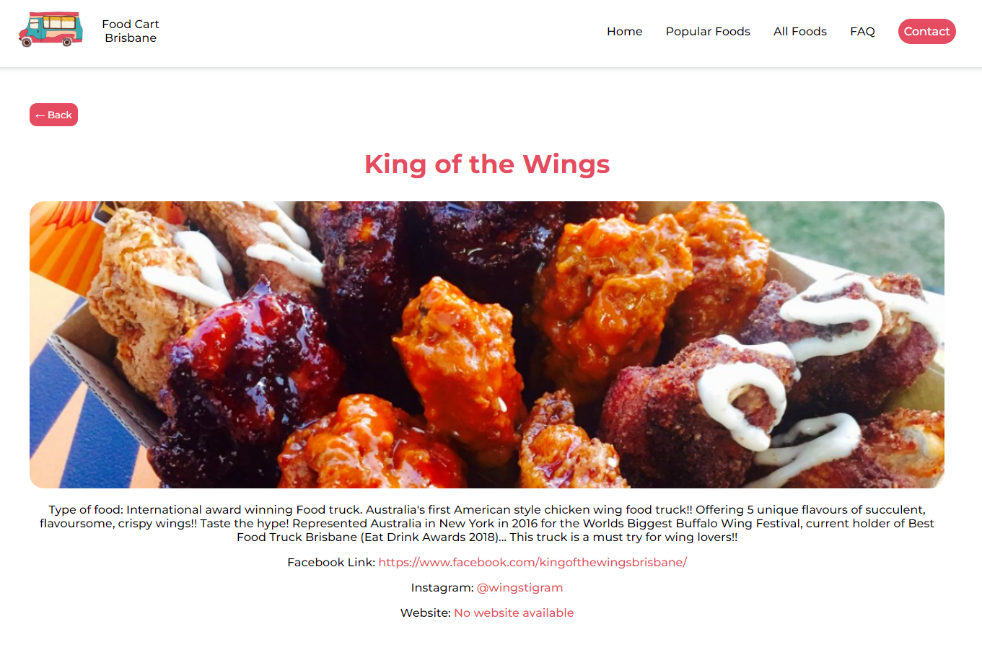 Food Cart
Brisbane
Home
Popular Foods
All Foods
FAQ
Contact
← Back
King of the Wings
Type of food: International award winning Food truck. Australia's first American style chicken wing food truck!! Offering 5 unique flavours of succulent,
flavoursome, crispy wings!! Taste the hype! Represented Australia in New York in 2016 for the Worlds Biggest Buffalo Wing Festival, current holder of Best
Food Truck Brisbane (Eat Drink Awards 2018)... This truck is a must try for wing lovers!!
Facebook Link: https://www.facebook.com/kingofthewingsbrisbane/
Instagram: @wingstigram
Website: No website available